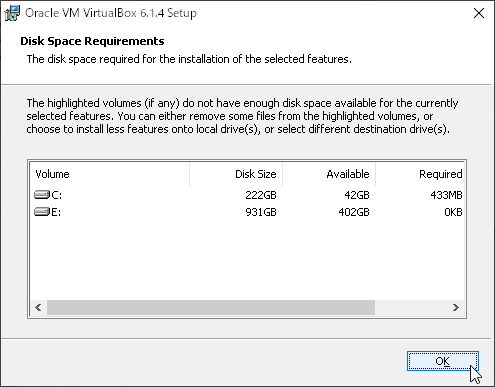 Oracle VM VirtualBox 6.1.4 Setup
Disk Space Requirements
The disk space required for the installation of the selected features.
The highlighted volumes (if any) do not have enough disk space available for the currently
selected features. You can either remove some files from the highlighted volumes, or
choose to install less features onto local drive(s), or select different destination drive(s).
Volume Disk Size Available Required
C: 222GB 42GB 433MB
E: 931GB 402GB 0KB
OK